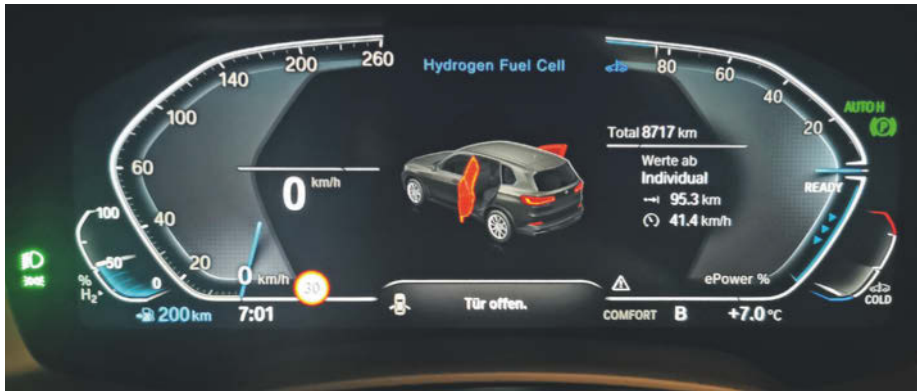 260
200
140
100
60
40
20
0 km/h
0 km/h
100
50
0
%
H₂
200 km
7:01
30
Hydrogen Fuel Cell
Tür offen.
Total 8717 km
Werte ab
Individual
95.3 km
41.4 km/h
80
60
40
20
AUTO H
P
READY
ePower %
COLD
COMFORT B +7.0 °C